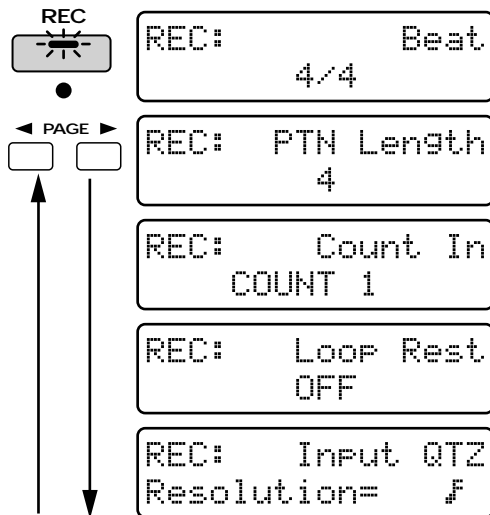 REC
REC: Beat
4/4
◄ PAGE ►
REC: PTN Length
4
REC: Count In
COUNT 1
REC: Loop Rest
OFF
REC: Input QTZ
Resolution= 𝅘𝅥𝅯